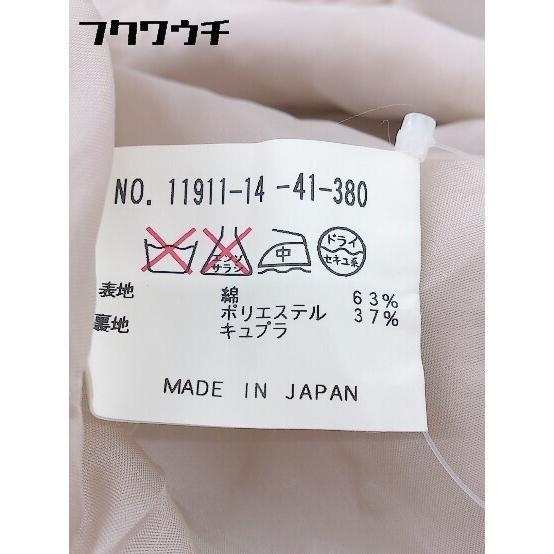 フクワウチ
NO. 11911-14-41-380
エンソサラシ
中
ドライ
セキユ系
表地 綿 63%
ポリエステル 37%
裏地 キュプラ
MADE IN JAPAN